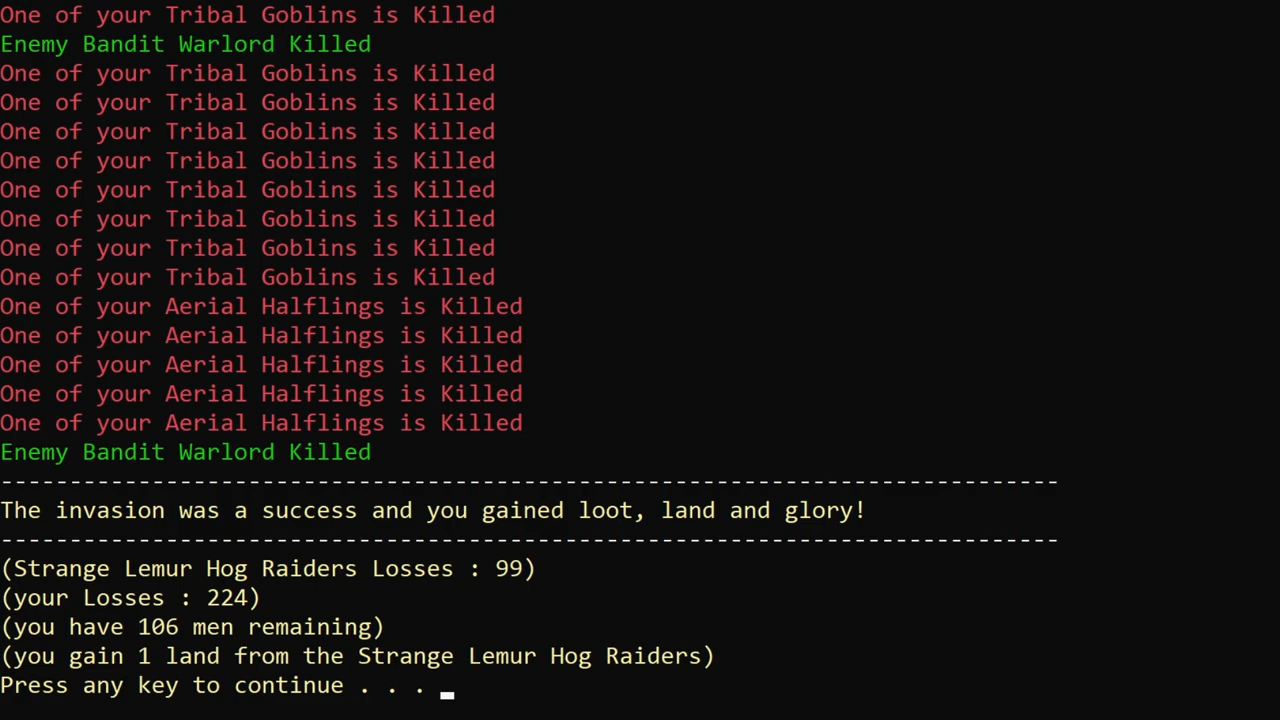 One of your Tribal Goblins is Killed
Enemy Bandit Warlord Killed
One of your Tribal Goblins is Killed
One of your Tribal Goblins is Killed
One of your Tribal Goblins is Killed
One of your Tribal Goblins is Killed
One of your Tribal Goblins is Killed
One of your Tribal Goblins is Killed
One of your Tribal Goblins is Killed
One of your Tribal Goblins is Killed
One of your Aerial Halflings is Killed
One of your Aerial Halflings is Killed
One of your Aerial Halflings is Killed
One of your Aerial Halflings is Killed
One of your Aerial Halflings is Killed
Enemy Bandit Warlord Killed
-----------------------------------------------------------------------------
The invasion was a success and you gained loot, land and glory!
-----------------------------------------------------------------------------
(Strange Lemur Hog Raiders Losses : 99)
(your Losses : 224)
(you have 106 men remaining)
(you gain 1 land from the Strange Lemur Hog Raiders)
Press any key to continue . . . _